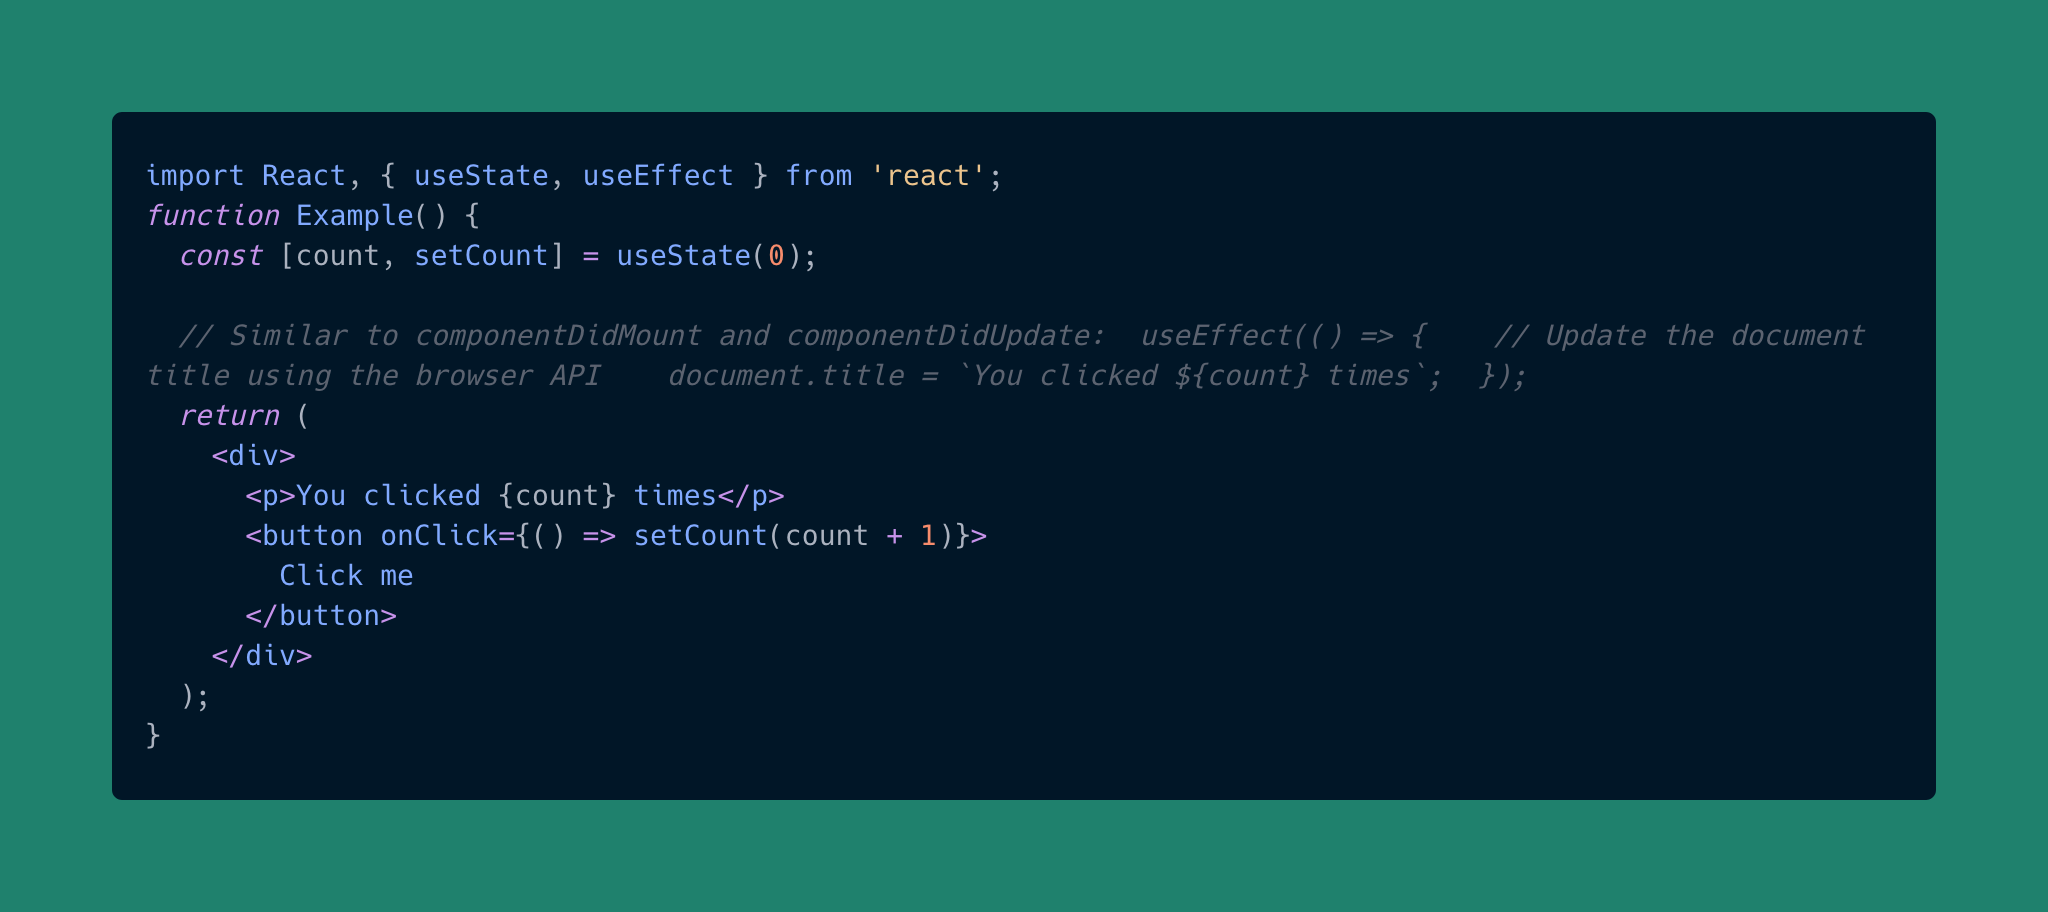 import React, { useState, useEffect } from 'react';
function Example() {
  const [count, setCount] = useState(0);

  // Similar to componentDidMount and componentDidUpdate:  useEffect(() => {    // Update the document
title using the browser API    document.title = `You clicked ${count} times`;  });
  return (
    <div>
      <p>You clicked {count} times</p>
      <button onClick={() => setCount(count + 1)}>
        Click me
      </button>
    </div>
  );
}